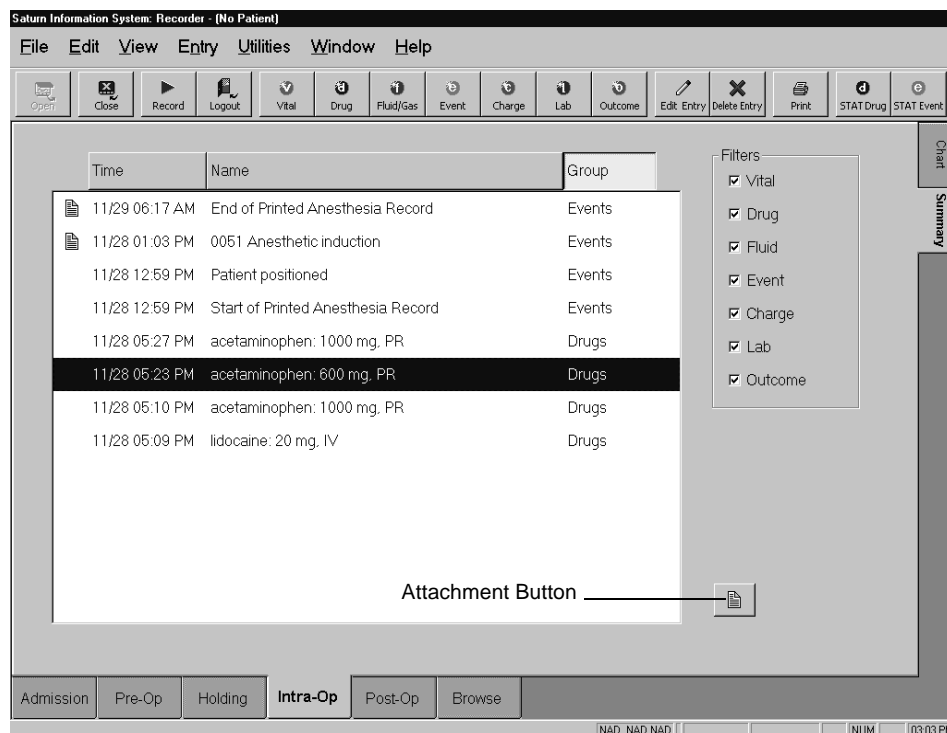 Saturn Information System: Recorder - (No Patient)
File Edit View Entry Utilities Window Help
Open Close Record Logout Vital Drug Fluid/Gas Event Charge Lab Outcome Edit Entry Delete Entry Print STAT Drug STAT Event
Chart
Summary
Time Name Group
11/29 06:17 AM End of Printed Anesthesia Record Events
11/28 01:03 PM 0051 Anesthetic induction Events
11/28 12:59 PM Patient positioned Events
11/28 12:59 PM Start of Printed Anesthesia Record Events
11/28 05:27 PM acetaminophen: 1000 mg, PR Drugs
11/28 05:23 PM acetaminophen: 600 mg, PR Drugs
11/28 05:10 PM acetaminophen: 1000 mg, PR Drugs
11/28 05:09 PM lidocaine: 20 mg, IV Drugs
Filters
Vital
Drug
Fluid
Event
Charge
Lab
Outcome
Attachment Button
Admission Pre-Op Holding Intra-Op Post-Op Browse
NAD, NAD NAD NUM 03:03 P